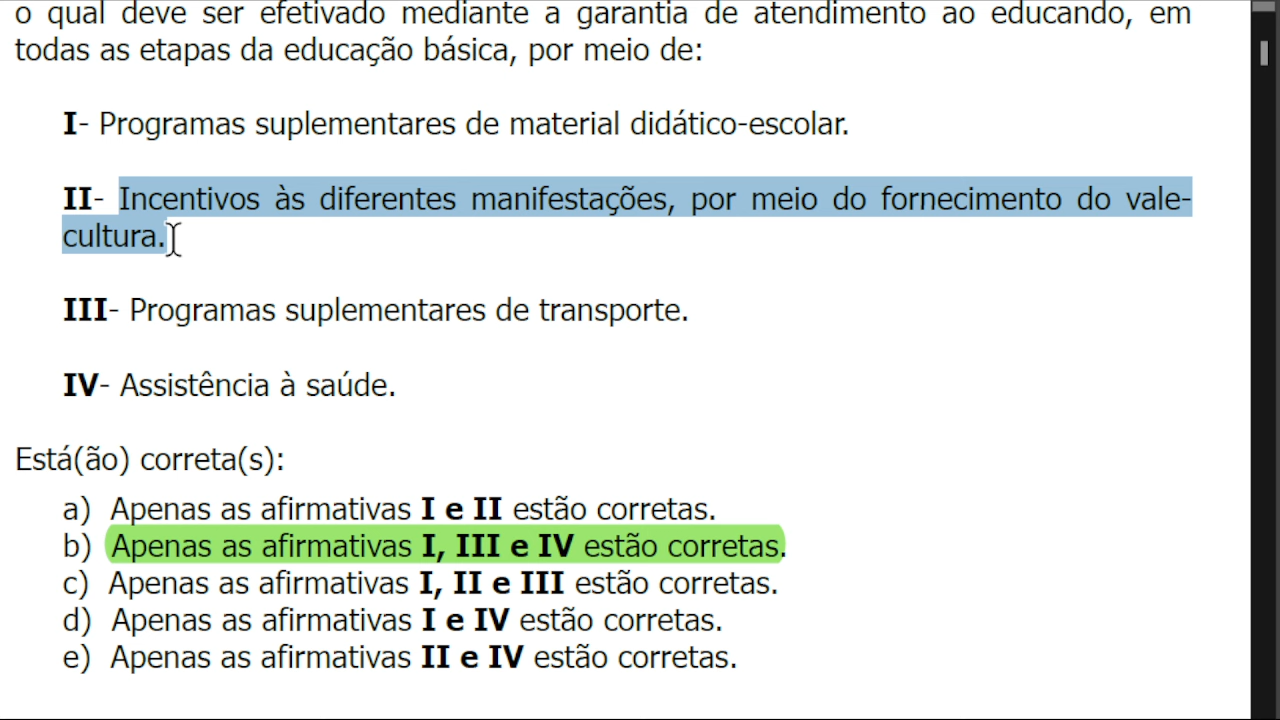 o qual deve ser efetivado mediante a garantia de atendimento ao educando, em
todas as etapas da educação básica, por meio de:
I- Programas suplementares de material didático-escolar.
II- Incentivos às diferentes manifestações, por meio do fornecimento do vale-
cultura.
III- Programas suplementares de transporte.
IV- Assistência à saúde.
Está(ão) correta(s):
a) Apenas as afirmativas I e II estão corretas.
b) Apenas as afirmativas I, III e IV estão corretas.
c) Apenas as afirmativas I, II e III estão corretas.
d) Apenas as afirmativas I e IV estão corretas.
e) Apenas as afirmativas II e IV estão corretas.